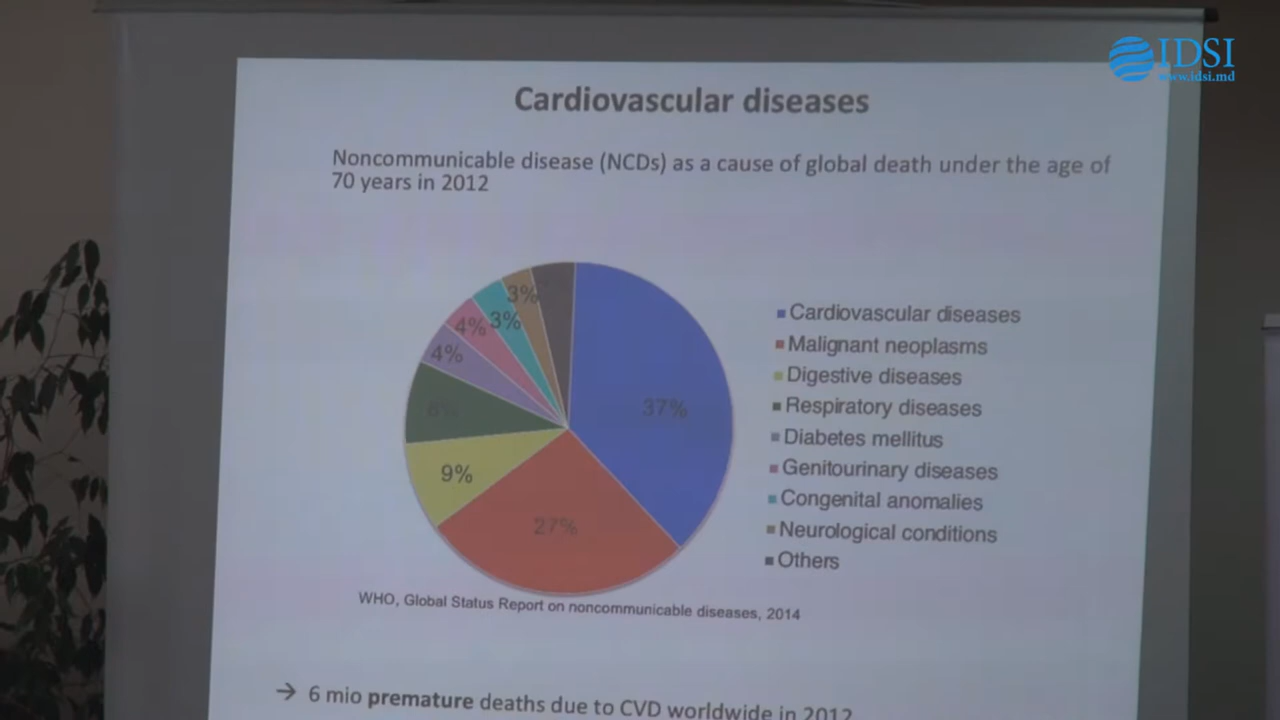 IDSI
www.idsi.md
Cardiovascular diseases
Noncommunicable disease (NCDs) as a cause of global death under the age of
70 years in 2012
3%
3%
4%
4%
37%
9%
27%
Cardiovascular diseases
Malignant neoplasms
Digestive diseases
Respiratory diseases
Diabetes mellitus
Genitourinary diseases
Congenital anomalies
Neurological conditions
Others
WHO, Global Status Report on noncommunicable diseases, 2014
→ 6 mio premature deaths due to CVD worldwide in 2012